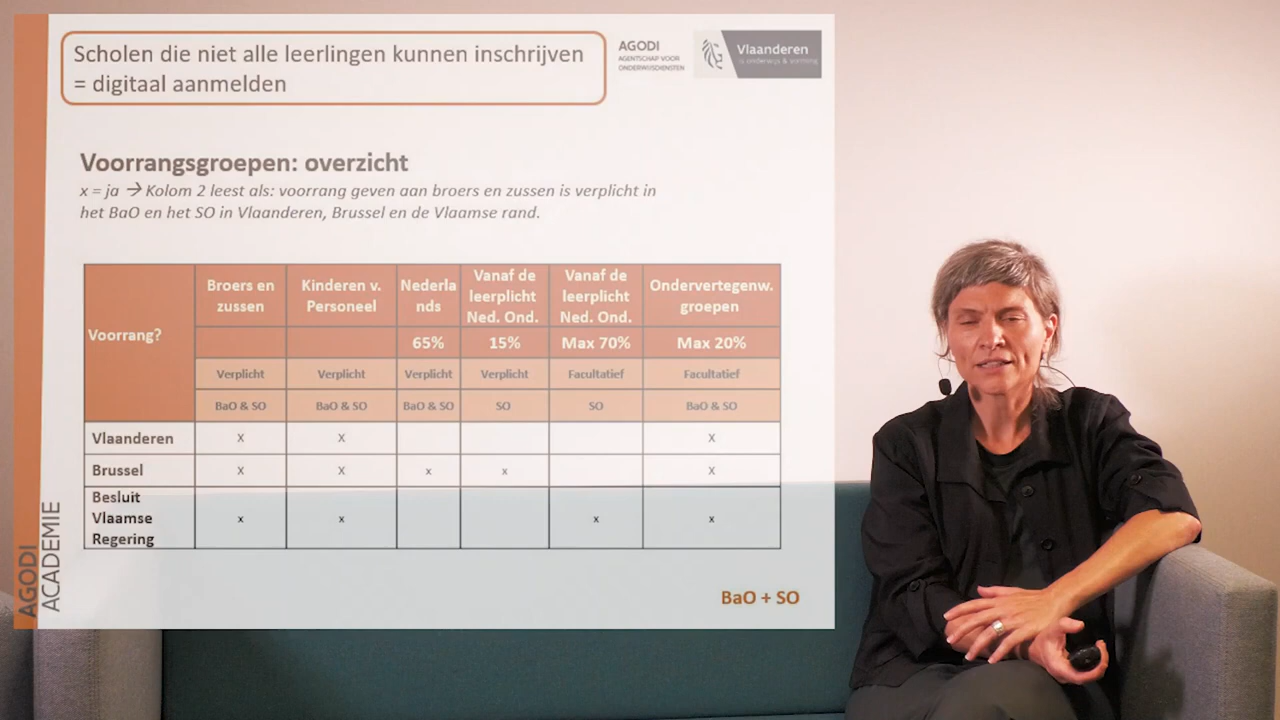 Scholen die niet alle leerlingen kunnen inschrijven
= digitaal aanmelden
AGODI
AGENTSCHAP VOOR
ONDERWIJSDIENSTEN
Vlaanderen
is onderwijs & vorming
Voorrangsgroepen: overzicht
x = ja → Kolom 2 leest als: voorrang geven aan broers en zussen is verplicht in
het BaO en het SO in Vlaanderen, Brussel en de Vlaamse rand.
Voorrang?
Broers en
zussen
Kinderen v.
Personeel
Nederla
nds
Vanaf de
leerplicht
Ned. Ond.
Vanaf de
leerplicht
Ned. Ond.
Ondervertegenw.
groepen
65% 15% Max 70% Max 20%
Verplicht Verplicht Verplicht Verplicht Facultatief Facultatief
BaO & SO BaO & SO BaO & SO SO SO BaO & SO
Vlaanderen X X X
Brussel X X x x X
Besluit
Vlaamse
Regering
x x x x
BaO + SO
AGODI
ACADEMIE